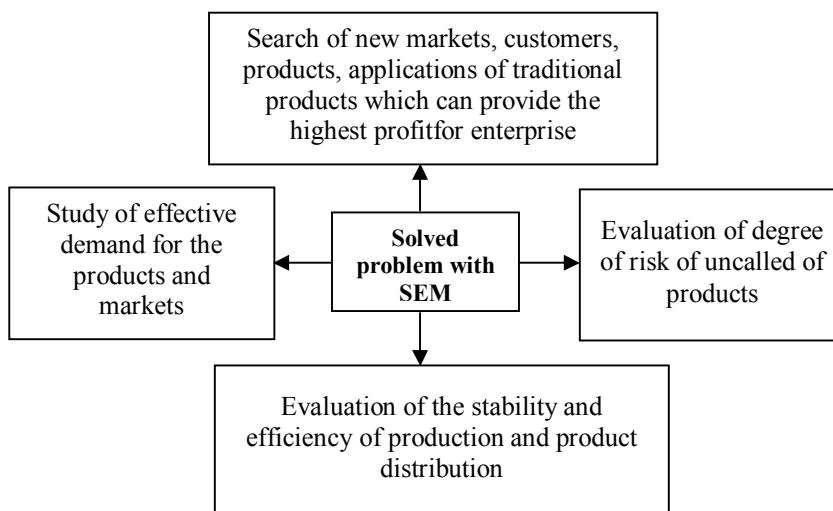 Search of new markets, customers,
products, applications of traditional
products which can provide the
highest profitfor enterprise
Study of effective
demand for the
products and
markets
Solved
problem with
SEM
Evaluation of degree
of risk of uncalled of
products
Evaluation of the stability and
efficiency of production and product
distribution